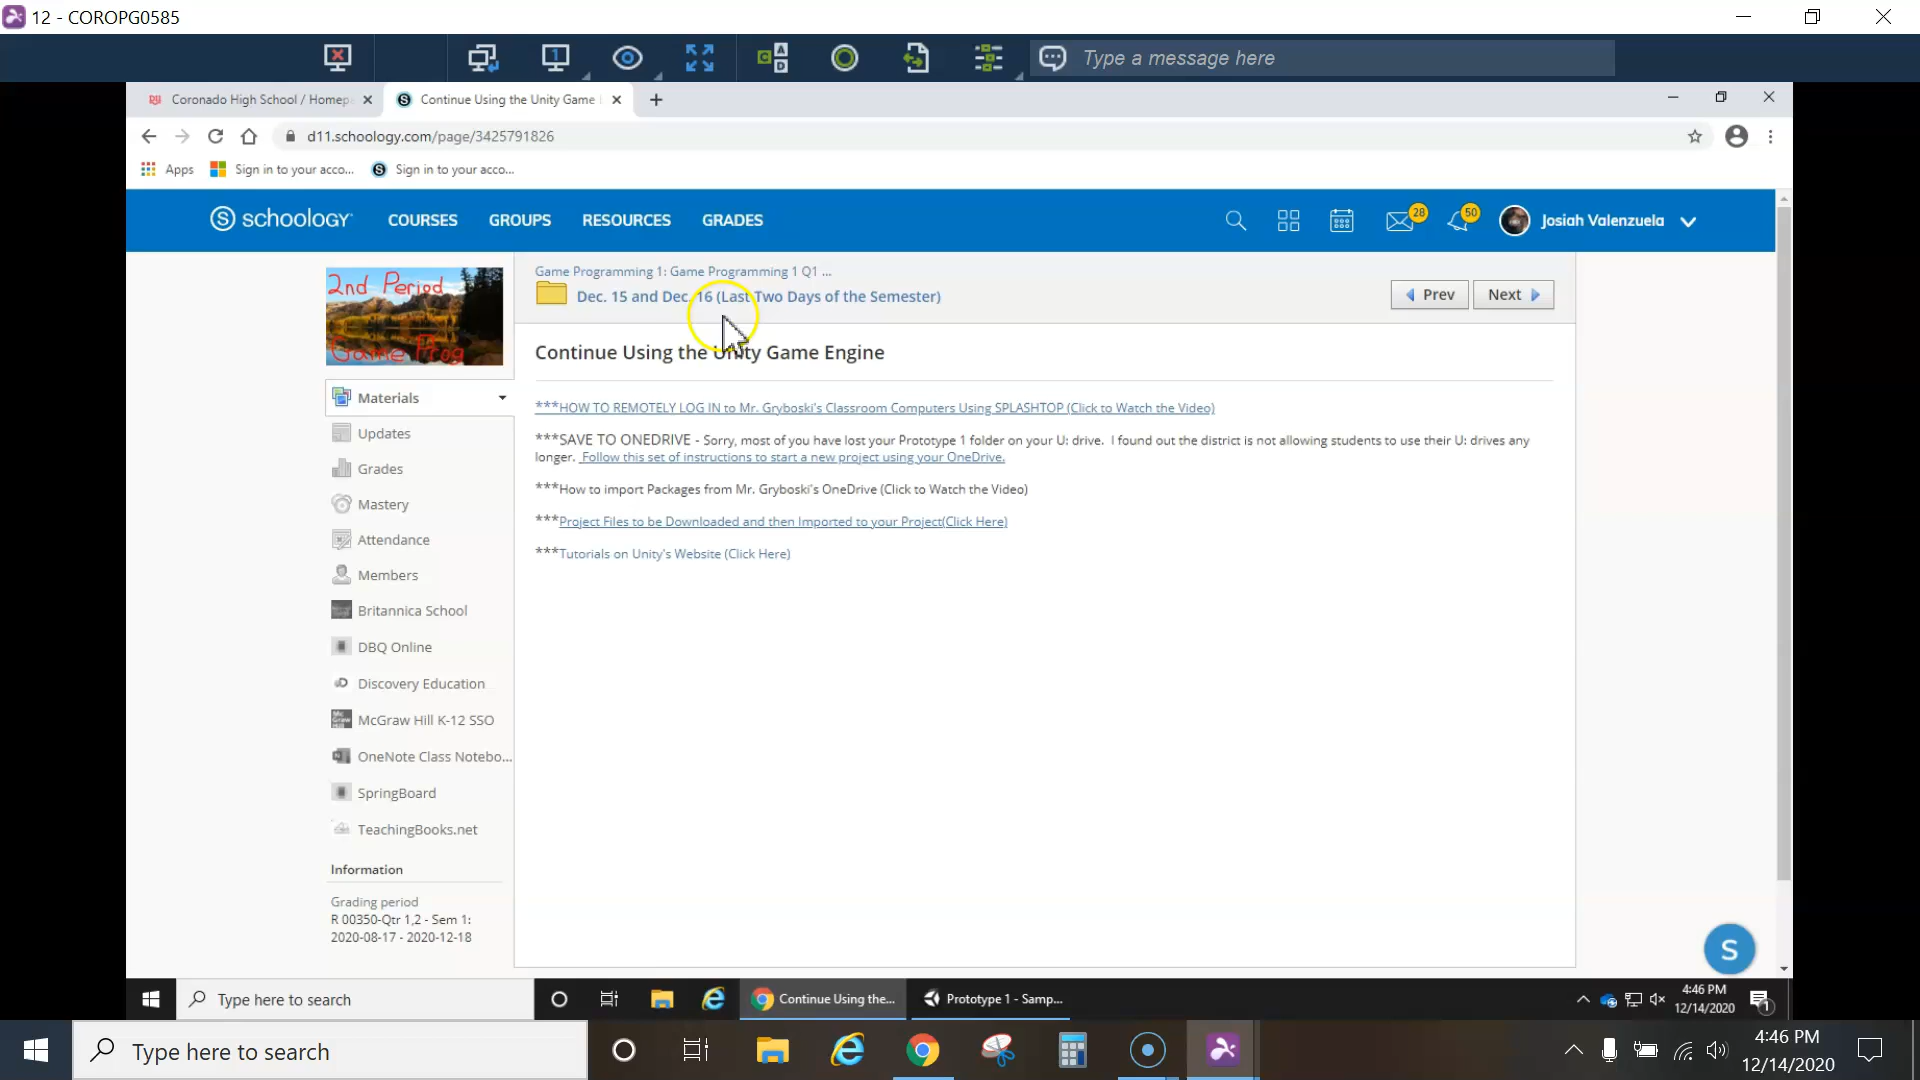 12 - COROPG0585
Type a message here
Coronado High School / Homep
Continue Using the Unity Game
d11.schoology.com/page/3425791826
Apps
Sign in to your acco...
Sign in to your acco...
schoology
COURSES
GROUPS
RESOURCES
GRADES
28
50
Josiah Valenzuela
2nd Period
Game Prog
Game Programming 1: Game Programming 1 Q1 ...
Dec. 15 and Dec. 16 (Last Two Days of the Semester)
Prev
Next
Continue Using the Unity Game Engine
***HOW TO REMOTELY LOG IN to Mr. Gryboski's Classroom Computers Using SPLASHTOP (Click to Watch the Video)
***SAVE TO ONEDRIVE - Sorry, most of you have lost your Prototype 1 folder on your U: drive. I found out the district is not allowing students to use their U: drives any
longer. Follow this set of instructions to start a new project using your OneDrive.
***How to import Packages from Mr. Gryboski's OneDrive (Click to Watch the Video)
***Project Files to be Downloaded and then Imported to your Project(Click Here)
***Tutorials on Unity's Website (Click Here)
Materials
Updates
Grades
Mastery
Attendance
Members
Britannica School
DBQ Online
Discovery Education
McGraw Hill K-12 SSO
OneNote Class Notebo...
SpringBoard
TeachingBooks.net
Information
Grading period
R 00350-Qtr 1,2 - Sem 1:
2020-08-17 - 2020-12-18
S
Type here to search
Continue Using the...
Prototype 1 - Samp...
4:46 PM
12/14/2020
1
Type here to search
4:46 PM
12/14/2020